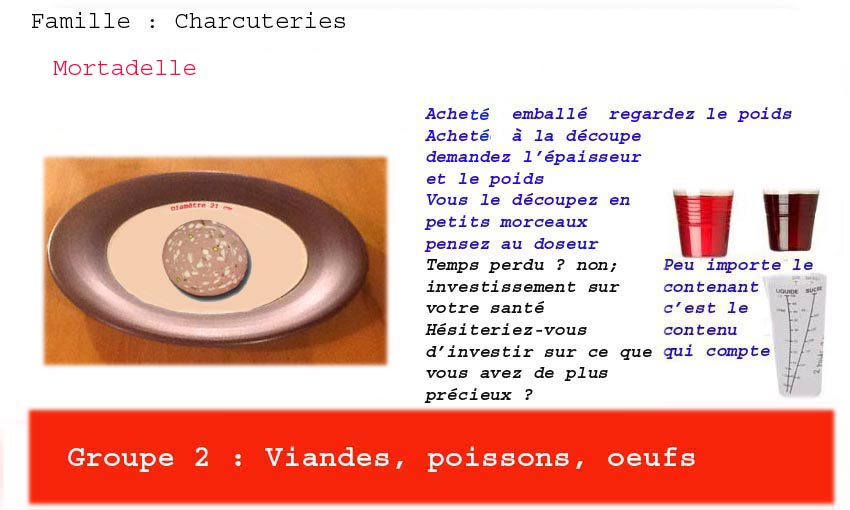 Famille : Charcuteries
Mortadelle
Acheté emballé regardez le poids
Acheté à la découpe
demandez l’épaisseur
et le poids
Vous le découpez en
petits morceaux
pensez au doseur
Temps perdu ? non;
investissement sur
votre santé
Hésiteriez-vous
d’investir sur ce que
vous avez de plus
précieux ?
Diamètre 21 cm
Peu importe le
contenant
c’est le
contenu
qui compte
LIQUIDE SUCRE
Groupe 2 : Viandes, poissons, oeufs